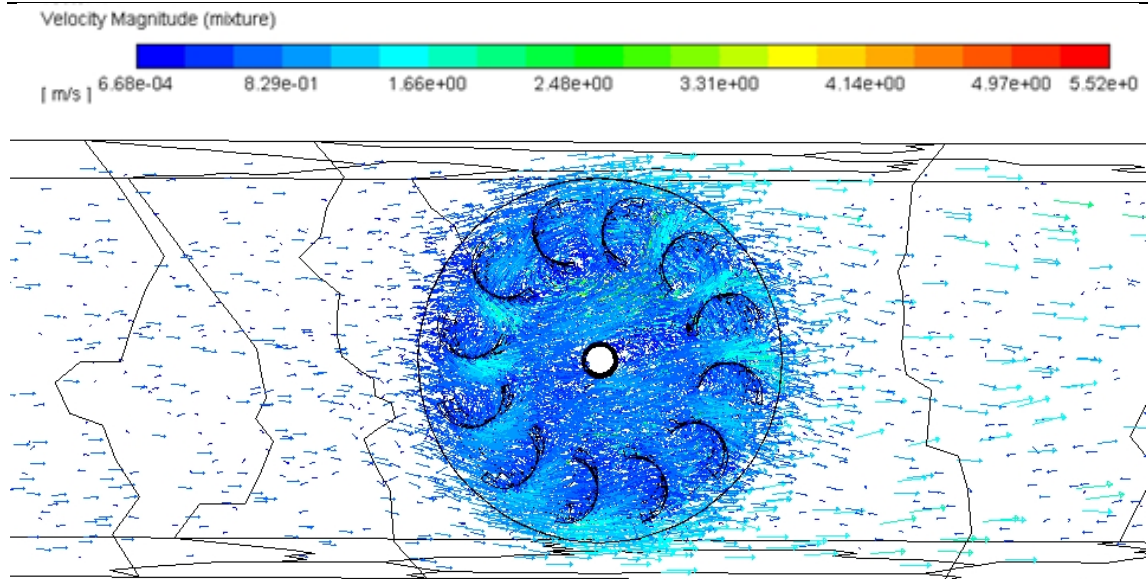 Velocity Magnitude (mixture)
6.68e-04 8.29e-01 1.66e+00 2.48e+00 3.31e+00 4.14e+00 4.97e+00 5.52e+0
[ m/s ]